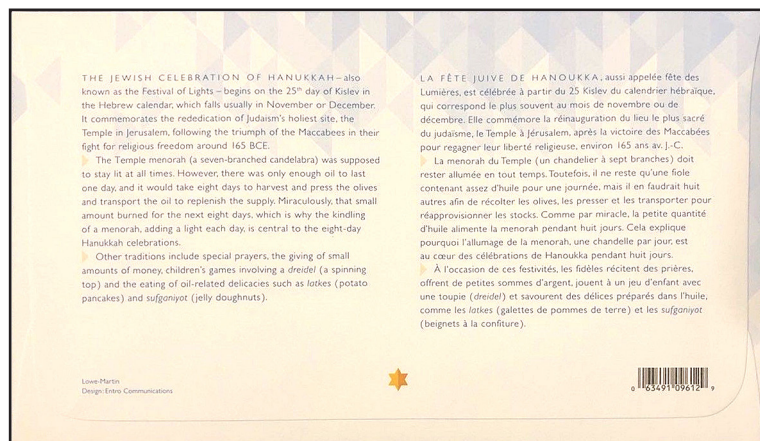 THE JEWISH CELEBRATION OF HANUKKAH – also
known as the Festival of Lights – begins on the 25th day of Kislev in
the Hebrew calendar, which falls usually in November or December.
It commemorates the rededication of Judaism's holiest site, the
Temple in Jerusalem, following the triumph of the Maccabees in their
fight for religious freedom around 165 BCE.
The Temple menorah (a seven-branched candelabra) was supposed
to stay lit at all times. However, there was only enough oil to last
one day, and it would take eight days to harvest and press the olives
and transport the oil to replenish the supply. Miraculously, that small
amount burned for the next eight days, which is why the kindling
of a menorah, adding a light each day, is central to the eight-day
Hanukkah celebrations.
Other traditions include special prayers, the giving of small
amounts of money, children's games involving a dreidel (a spinning
top) and the eating of oil-related delicacies such as latkes (potato
pancakes) and sufganiyot (jelly doughnuts).
LA FÊTE JUIVE DE HANOUKKA, aussi appelée fête des
Lumières, est célébrée à partir du 25 Kislev du calendrier hébraïque,
qui correspond le plus souvent au mois de novembre ou de
décembre. Elle commémore la réinauguration du lieu le plus sacré
du judaïsme, le Temple à Jérusalem, après la victoire des Maccabées
pour regagner leur liberté religieuse, environ 165 ans av. J.-C.
La menorah du Temple (un chandelier à sept branches) doit
rester allumée en tout temps. Toutefois, il ne reste qu'une fiole
contenant assez d'huile pour une journée, mais il en faudrait huit
autres afin de récolter les olives, les presser et les transporter pour
réapprovisionner les stocks. Comme par miracle, la petite quantité
d'huile alimente la menorah pendant huit jours. Cela explique
pourquoi l'allumage de la menorah, une chandelle par jour, est
au cœur des célébrations de Hanoukka pendant huit jours.
À l'occasion de ces festivités, les fidèles récitent des prières,
offrent de petites sommes d'argent, jouent à un jeu d'enfant avec
une toupie (dreidel) et savourent des délices préparés dans l'huile,
comme les latkes (galettes de pommes de terre) et les sufganiyot
(beignets à la confiture).
Lowe-Martin
Design: Entro Communications
0 63491 09612 9